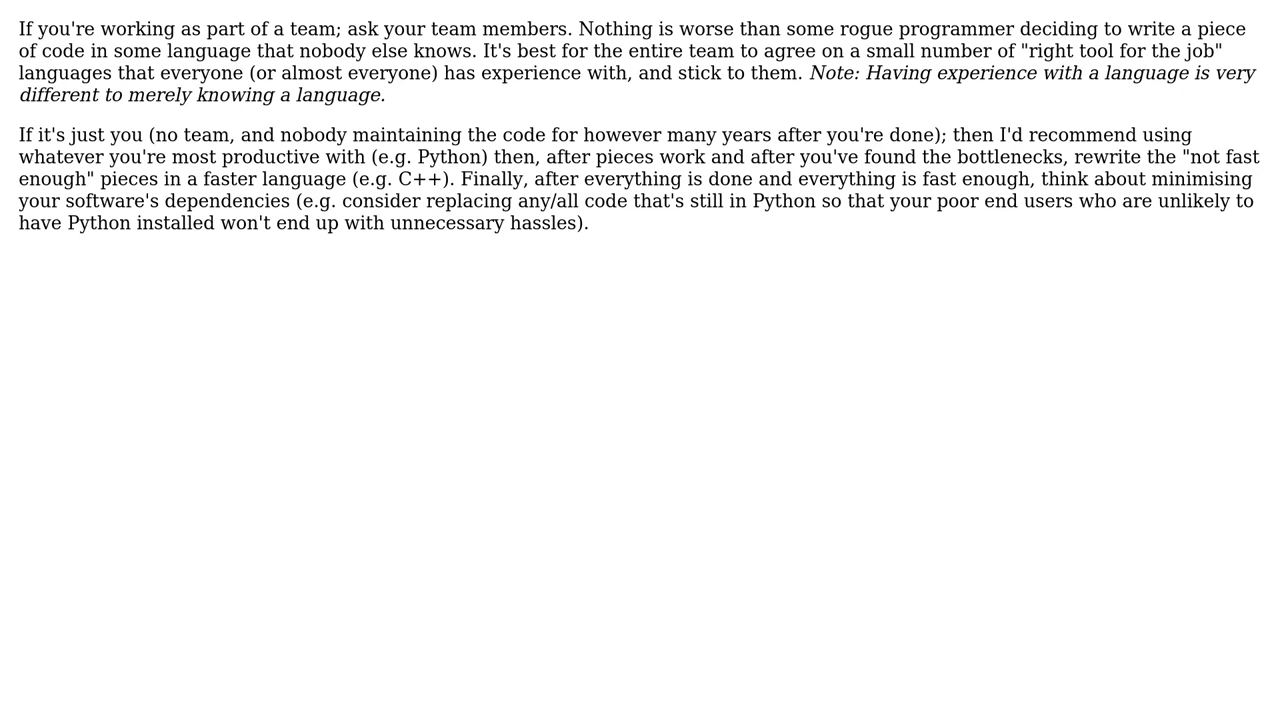 If you're working as part of a team; ask your team members. Nothing is worse than some rogue programmer deciding to write a piece
of code in some language that nobody else knows. It's best for the entire team to agree on a small number of "right tool for the job"
languages that everyone (or almost everyone) has experience with, and stick to them. Note: Having experience with a language is very
different to merely knowing a language.
If it's just you (no team, and nobody maintaining the code for however many years after you're done); then I'd recommend using
whatever you're most productive with (e.g. Python) then, after pieces work and after you've found the bottlenecks, rewrite the "not fast
enough" pieces in a faster language (e.g. C++). Finally, after everything is done and everything is fast enough, think about minimising
your software's dependencies (e.g. consider replacing any/all code that's still in Python so that your poor end users who are unlikely to
have Python installed won't end up with unnecessary hassles).